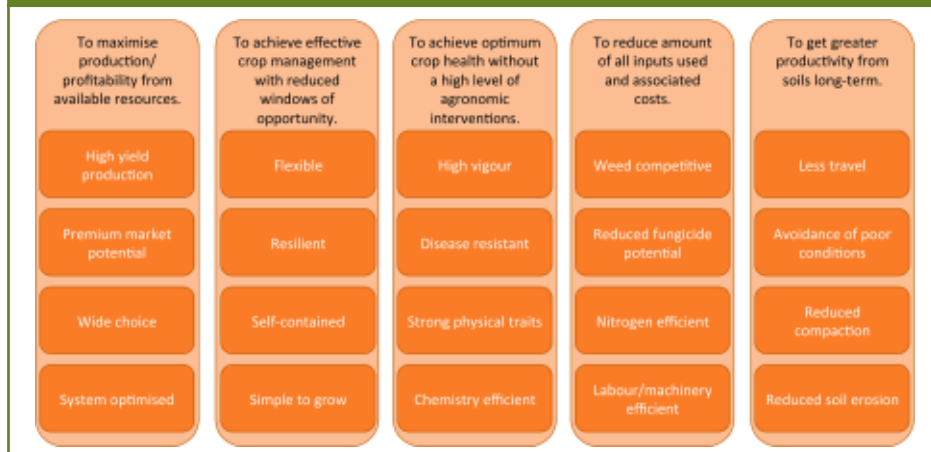 To maximise
production/
profitability from
available resources.
High yield
production
Premium market
potential
Wide choice
System optimised
To achieve effective
crop management
with reduced
windows of
opportunity.
Flexible
Resilient
Self-contained
Simple to grow
To achieve optimum
crop health without
a high level of
agronomic
interventions.
High vigour
Disease resistant
Strong physical traits
Chemistry efficient
To reduce amount
of all inputs used
and associated
costs.
Weed competitive
Reduced fungicide
potential
Nitrogen efficient
Labour/machinery
efficient
To get greater
productivity from
soils long-term.
Less travel
Avoidance of poor
conditions
Reduced
compaction
Reduced soil erosion